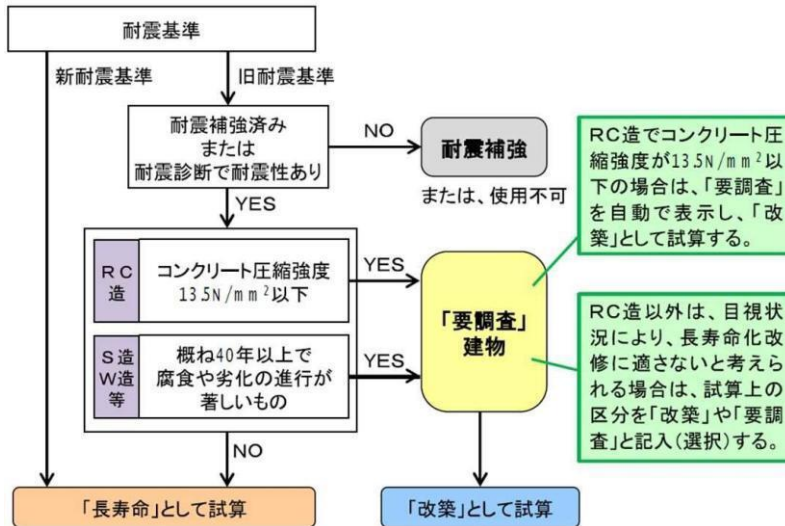 耐震基準
新耐震基準
旧耐震基準
耐震補強済み
または
耐震診断で耐震性あり
NO
耐震補強
または、使用不可
YES
RC
造
コンクリート圧縮強度
13.5N/mm²以下
YES
S造
W造
等
概ね40年以上で
腐食や劣化の進行が
著しいもの
YES
「要調査」
建物
NO
「長寿命」として試算
「改築」として試算
RC造でコンクリート圧
縮強度が13.5N/mm²以
下の場合は、「要調査」
を自動で表示し、「改
築」として試算する。
RC造以外は、目視状
況により、長寿命化改
修に適さないと考えら
れる場合は、試算上の
区分を「改築」や「要調
査」と記入(選択)する。